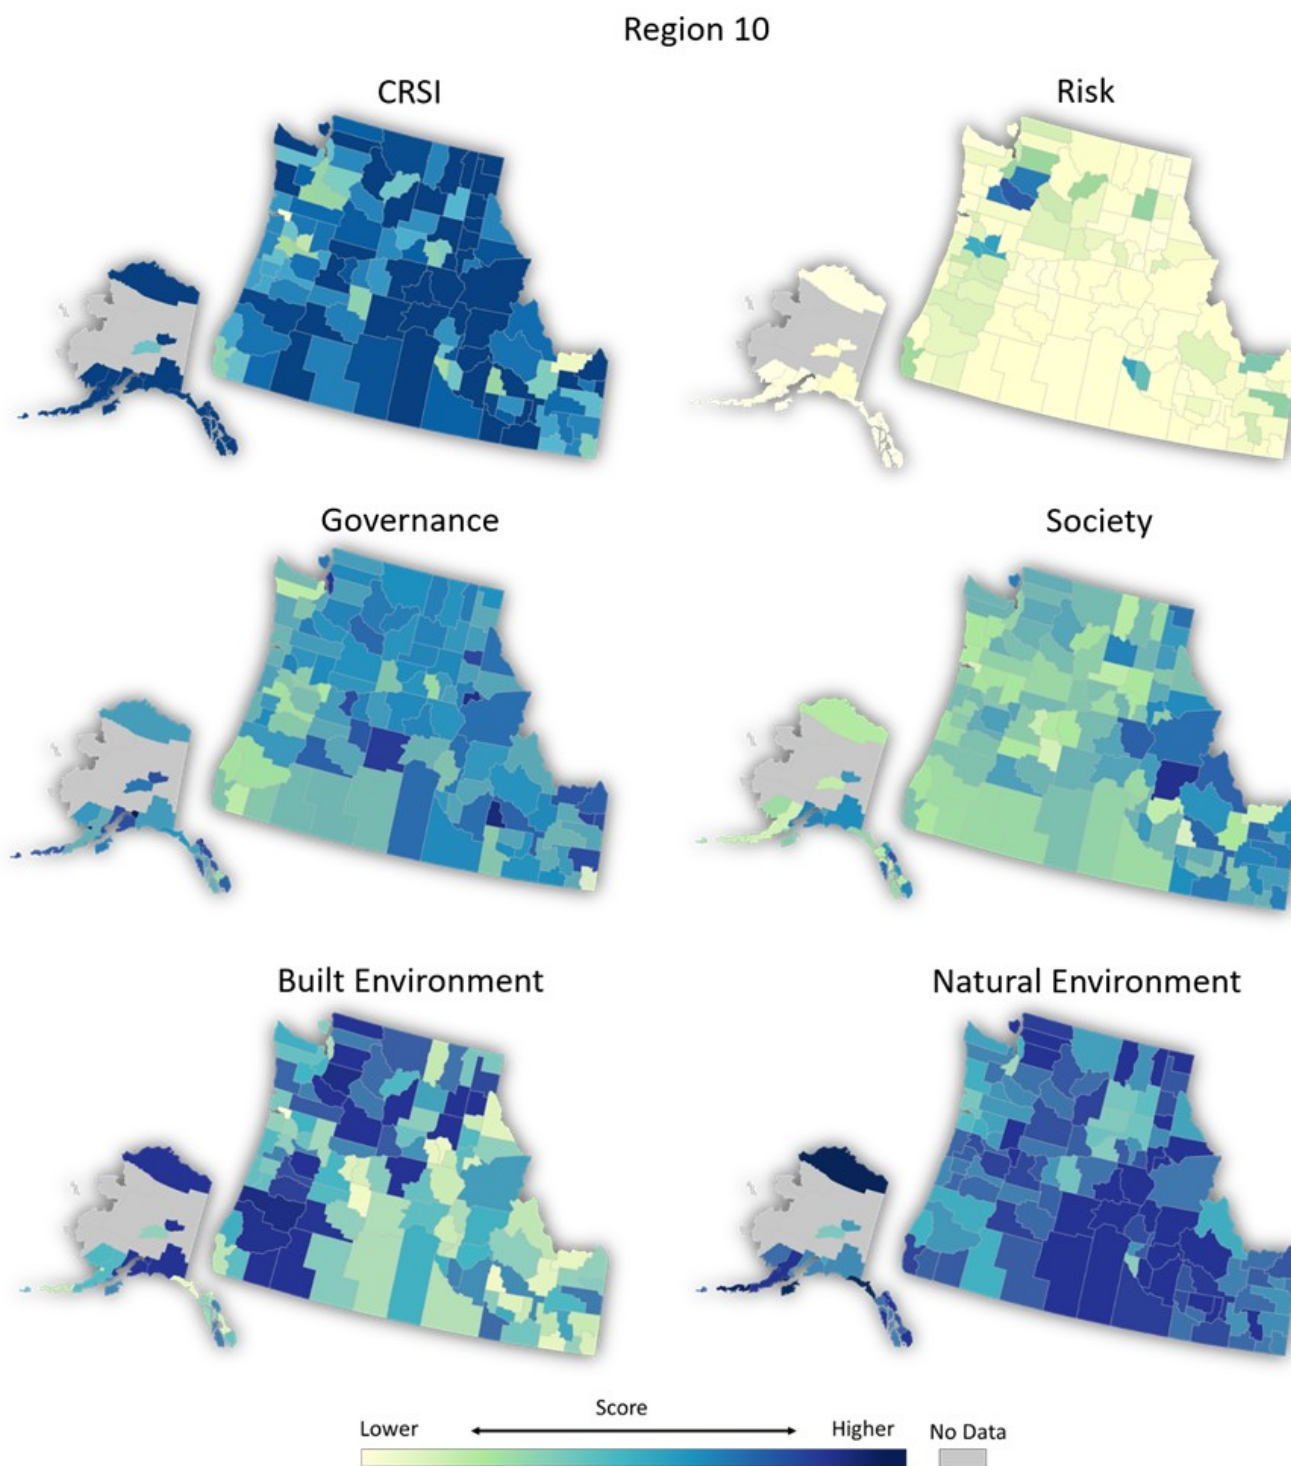 Region 10
CRSI
Risk
Governance
Society
Built Environment
Natural Environment
Score
Lower
Higher
No Data